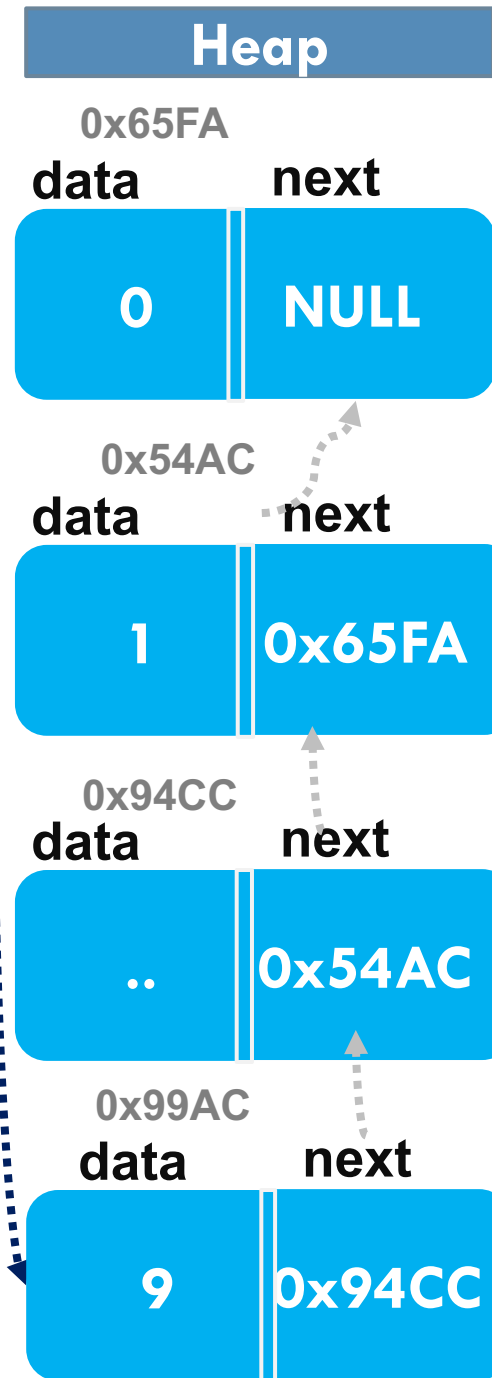 Heap
0x65FA
data next
0 NULL
0x54AC
data next
1 0x65FA
0x94CC
data next
.. 0x54AC
0x99AC
data next
9 0x94CC